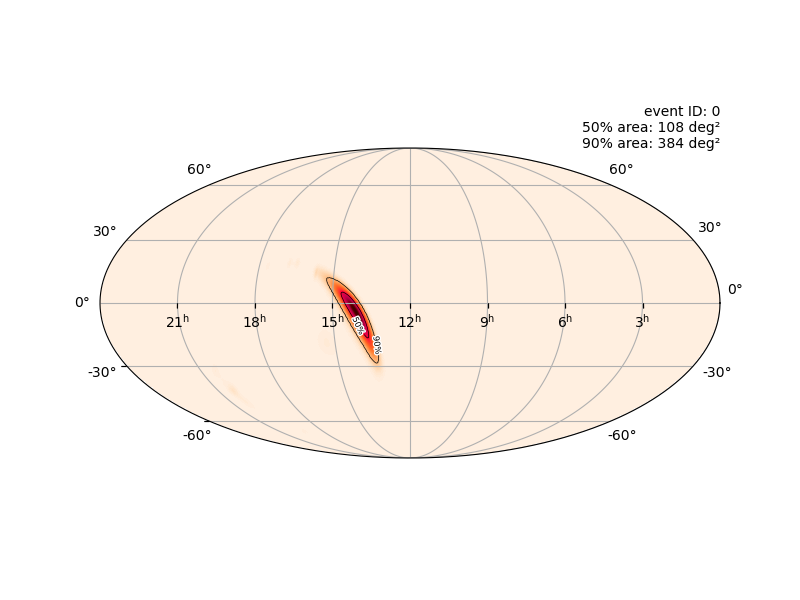 event ID: 0
50% area: 108 deg²
90% area: 384 deg²
60° 60°
30° 30°
0° 0°
21ʰ 18ʰ 15ʰ 12ʰ 9ʰ 6ʰ 3ʰ
50%
90%
-30° -30°
-60° -60°